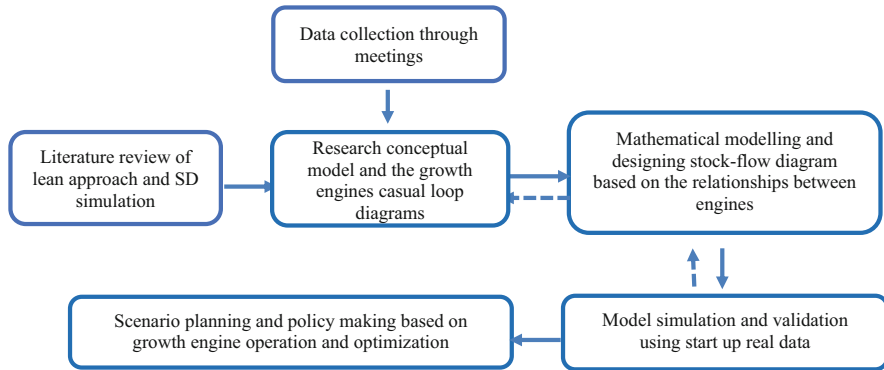 Data collection through
meetings
Literature review of
lean approach and SD
simulation
Research conceptual
model and the growth
engines casual loop
diagrams
Mathematical modelling and
designing stock-flow diagram
based on the relationships between
engines
Scenario planning and policy making based on
growth engine operation and optimization
Model simulation and validation
using start up real data